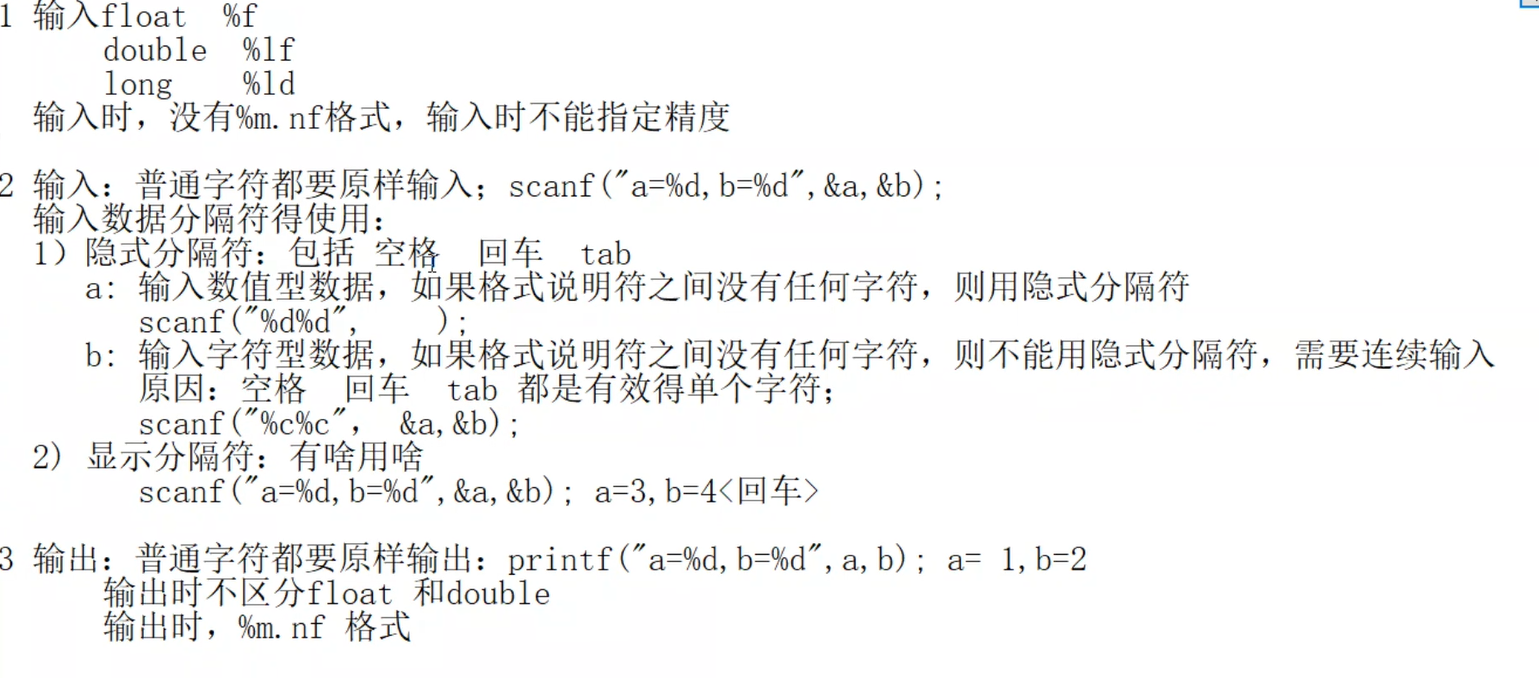 1 输入float  %f
double  %lf
long    %ld
输入时，没有%m.nf格式，输入时不能指定精度
2 输入：普通字符都要原样输入；scanf("a=%d,b=%d",&a,&b);
输入数据分隔符得使用：
1）隐式分隔符：包括 空格  回车  tab
a: 输入数值型数据，如果格式说明符之间没有任何字符，则用隐式分隔符
scanf("%d%d",    );
b: 输入字符型数据，如果格式说明符之间没有任何字符，则不能用隐式分隔符，需要连续输入
原因：空格  回车  tab 都是有效得单个字符；
scanf("%c%c"， &a,&b);
2) 显示分隔符：有啥用啥
scanf("a=%d,b=%d",&a,&b); a=3,b=4<回车>
3 输出：普通字符都要原样输出：printf("a=%d,b=%d",a,b); a= 1,b=2
输出时不区分float 和double
输出时，%m.nf 格式